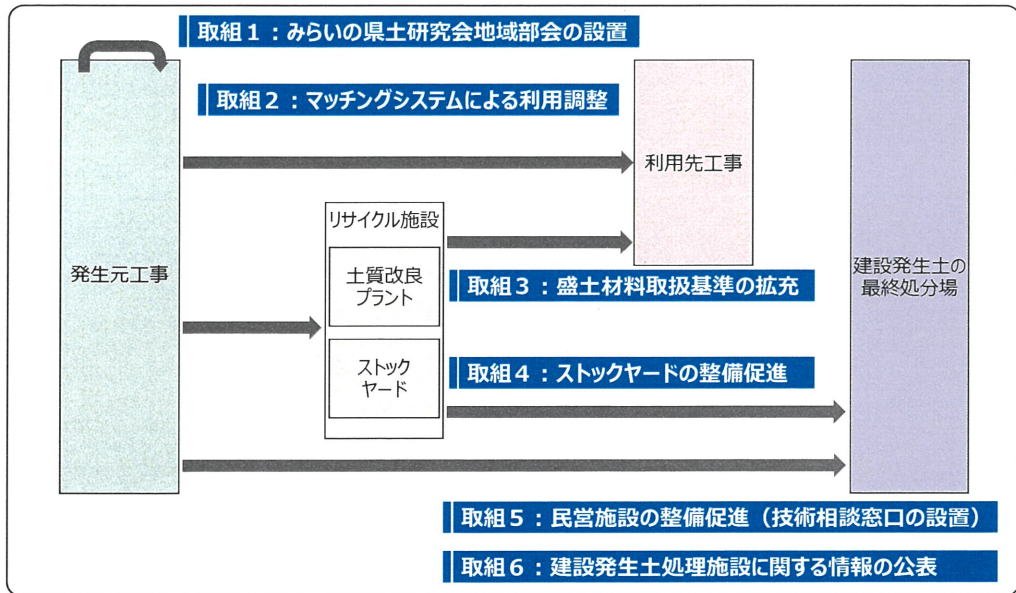 取組１：みらいの県土研究会地域部会の設置
取組２：マッチングシステムによる利用調整
利用先工事
リサイクル施設
発生元工事
土質改良
プラント
取組３：盛土材料取扱基準の拡充
建設発生土の
最終処分場
ストック
ヤード
取組４：ストックヤードの整備促進
取組５：民営施設の整備促進（技術相談窓口の設置）
取組６：建設発生土処理施設に関する情報の公表